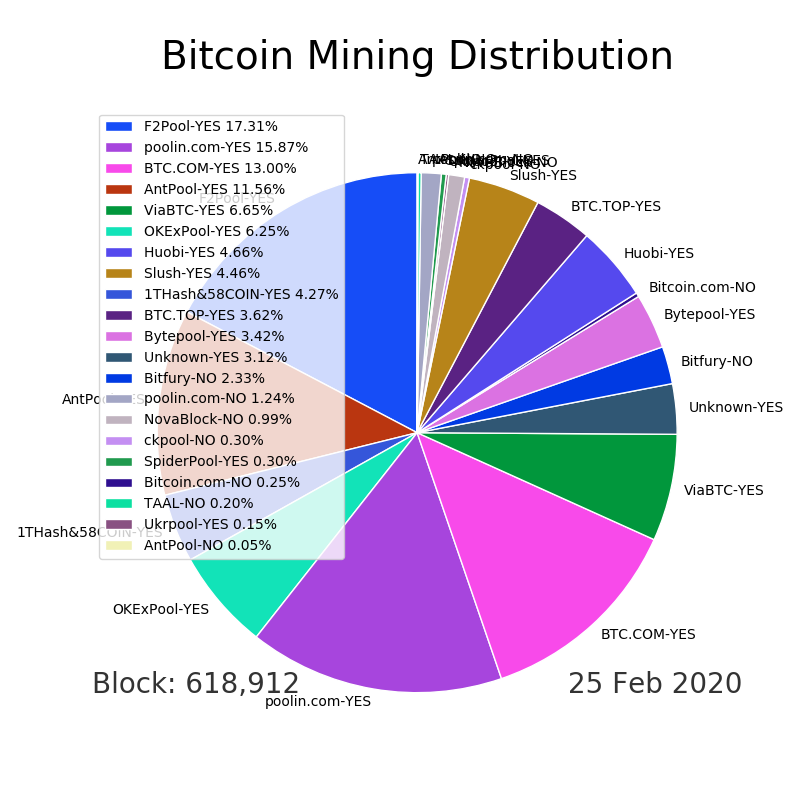 Bitcoin Mining Distribution
F2Pool-YES 17.31%
poolin.com-YES 15.87%
BTC.COM-YES 13.00%
AntPool-YES 11.56%
ViaBTC-YES 6.65%
OKExPool-YES 6.25%
Huobi-YES 4.66%
Slush-YES 4.46%
1THash&58COIN-YES 4.27%
BTC.TOP-YES 3.62%
Bytepool-YES 3.42%
Unknown-YES 3.12%
Bitfury-NO 2.33%
poolin.com-NO 1.24%
NovaBlock-NO 0.99%
ckpool-NO 0.30%
SpiderPool-YES 0.30%
Bitcoin.com-NO 0.25%
TAAL-NO 0.20%
Ukrpool-YES 0.15%
AntPool-NO 0.05%
Slush-YES
BTC.TOP-YES
Huobi-YES
Bitcoin.com-NO
Bytepool-YES
Bitfury-NO
Unknown-YES
ViaBTC-YES
BTC.COM-YES
poolin.com-YES
OKExPool-YES
1THash&58COIN-YES
AntPool-YES
F2Pool-YES
Block: 618,912
25 Feb 2020